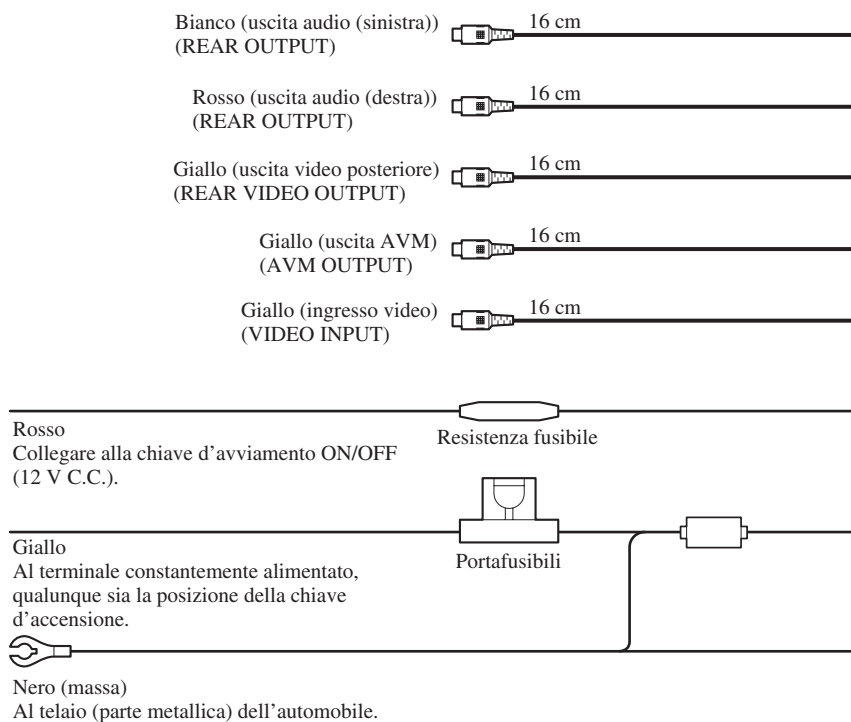 Bianco (uscita audio (sinistra))
(REAR OUTPUT)
16 cm
Rosso (uscita audio (destra))
(REAR OUTPUT)
16 cm
Giallo (uscita video posteriore)
(REAR VIDEO OUTPUT)
16 cm
Giallo (uscita AVM)
(AVM OUTPUT)
16 cm
Giallo (ingresso video)
(VIDEO INPUT)
16 cm
Rosso
Collegare alla chiave d’avviamento ON/OFF
(12 V C.C.).
Resistenza fusibile
Giallo
Al terminale constantemente alimentato,
qualunque sia la posizione della chiave
d’accensione.
Portafusibili
Nero (massa)
Al telaio (parte metallica) dell’automobile.